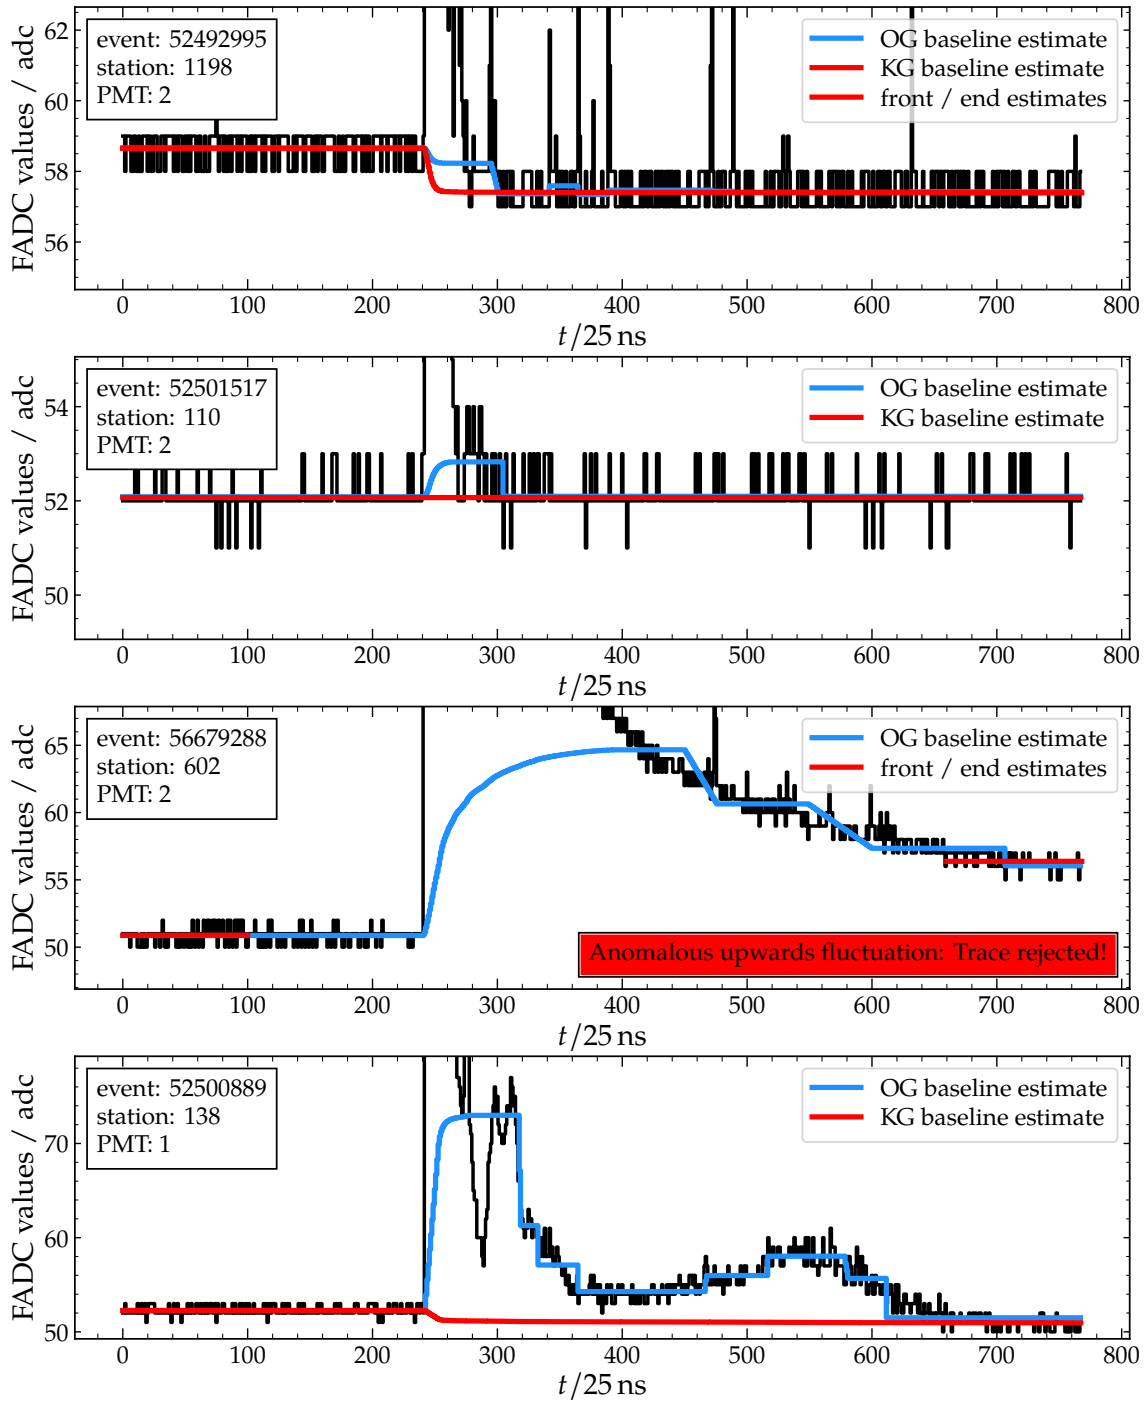 event: 52492995
station: 1198
PMT: 2
OG baseline estimate
KG baseline estimate
front / end estimates
FADC values / adc
62
60
58
56
0 100 200 300 400 500 600 700 800
t/25 ns
event: 52501517
station: 110
PMT: 2
OG baseline estimate
KG baseline estimate
FADC values / adc
54
52
50
0 100 200 300 400 500 600 700 800
t/25 ns
event: 56679288
station: 602
PMT: 2
OG baseline estimate
front / end estimates
FADC values / adc
65
60
55
50
Anomalous upwards fluctuation: Trace rejected!
0 100 200 300 400 500 600 700 800
t/25 ns
event: 52500889
station: 138
PMT: 1
OG baseline estimate
KG baseline estimate
FADC values / adc
70
60
50
0 100 200 300 400 500 600 700 800
t/25 ns